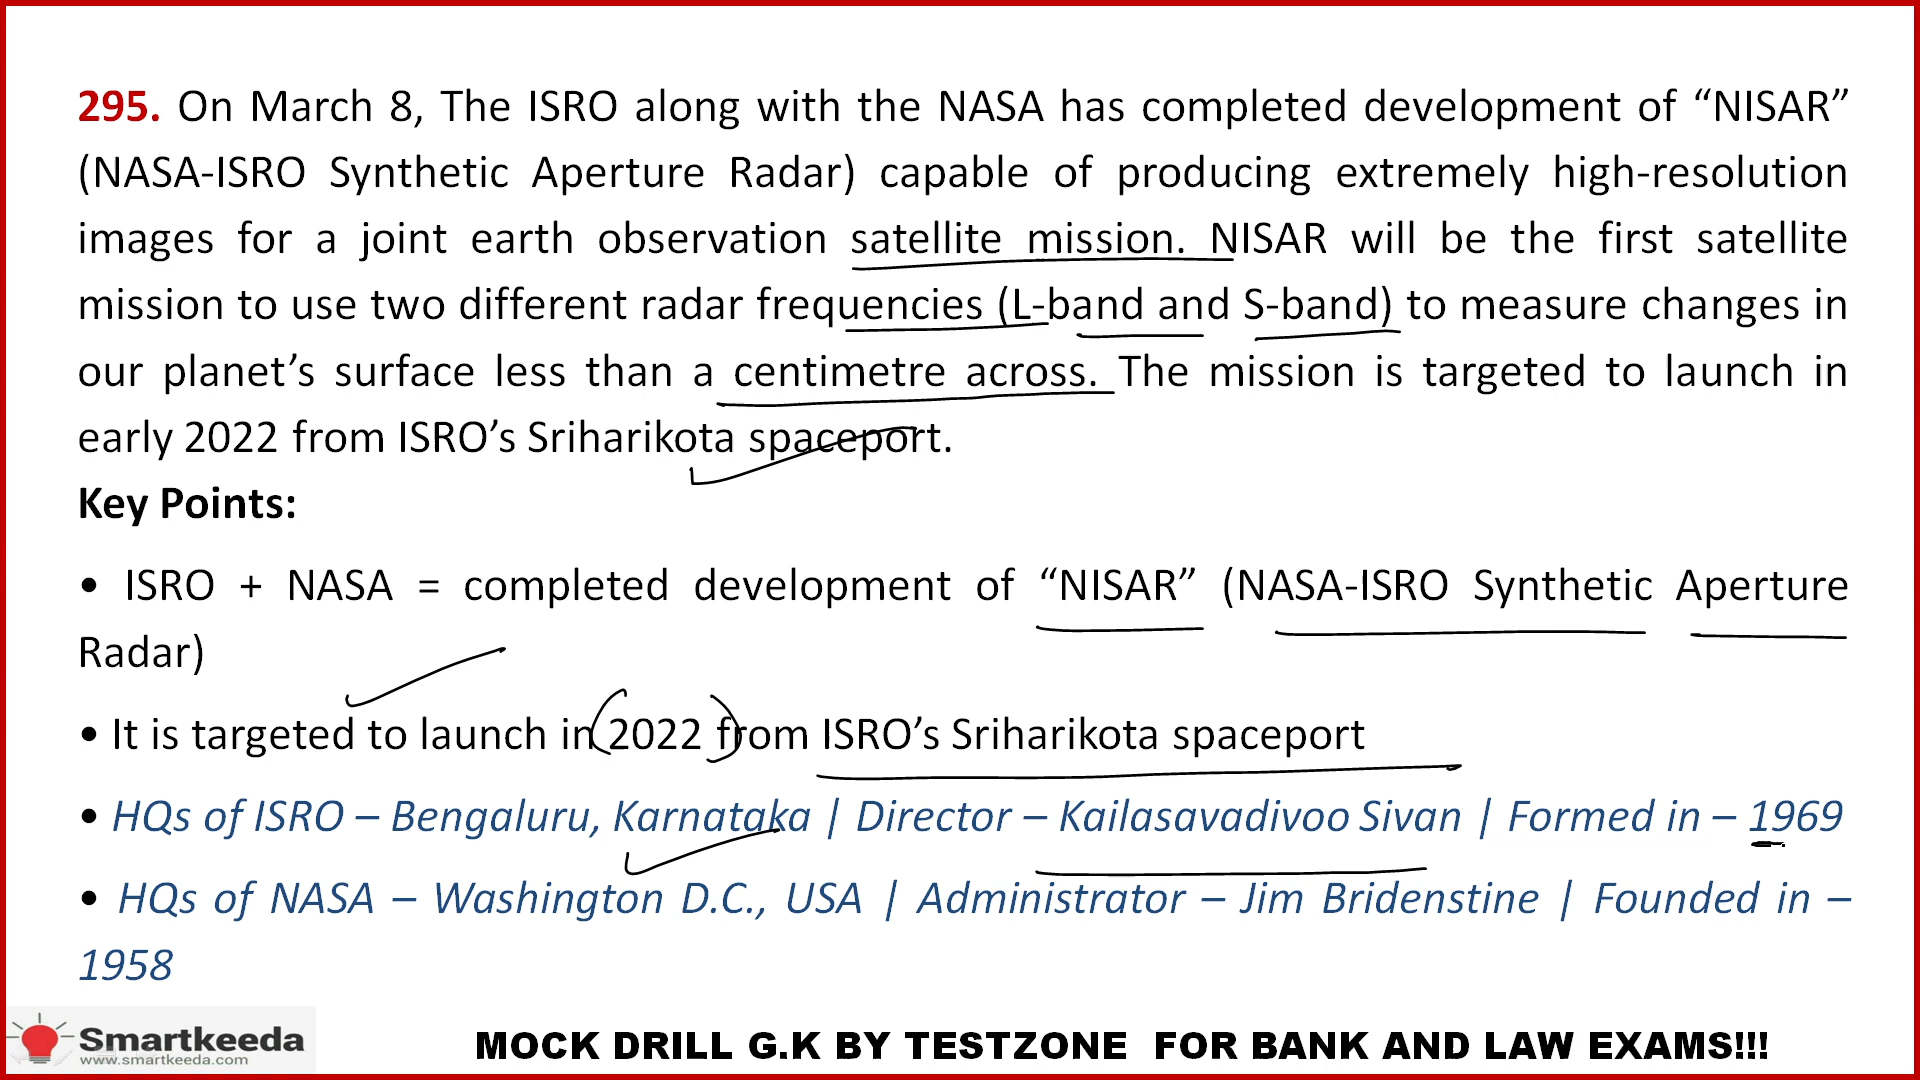 295. On March 8, The ISRO along with the NASA has completed development of “NISAR”
(NASA-ISRO Synthetic Aperture Radar) capable of producing extremely high-resolution
images for a joint earth observation satellite mission. NISAR will be the first satellite
mission to use two different radar frequencies (L-band and S-band) to measure changes in
our planet’s surface less than a centimetre across. The mission is targeted to launch in
early 2022 from ISRO’s Sriharikota spaceport.
Key Points:
• ISRO + NASA = completed development of “NISAR” (NASA-ISRO Synthetic Aperture
Radar)
• It is targeted to launch in 2022 from ISRO’s Sriharikota spaceport
• HQs of ISRO – Bengaluru, Karnataka | Director – Kailasavadivoo Sivan | Formed in – 1969
• HQs of NASA – Washington D.C., USA | Administrator – Jim Bridenstine | Founded in –
1958
Smartkeeda
www.smartkeeda.com
MOCK DRILL G.K BY TESTZONE FOR BANK AND LAW EXAMS!!!